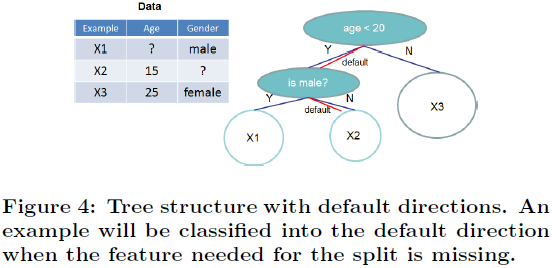 Data
Example Age Gender
X1 ? male
X2 15 ?
X3 25 female
age < 20
Y N
default
is male?
Y N
default
X1 X2 X3
Figure 4: Tree structure with default directions. An
example will be classified into the default direction
when the feature needed for the split is missing.